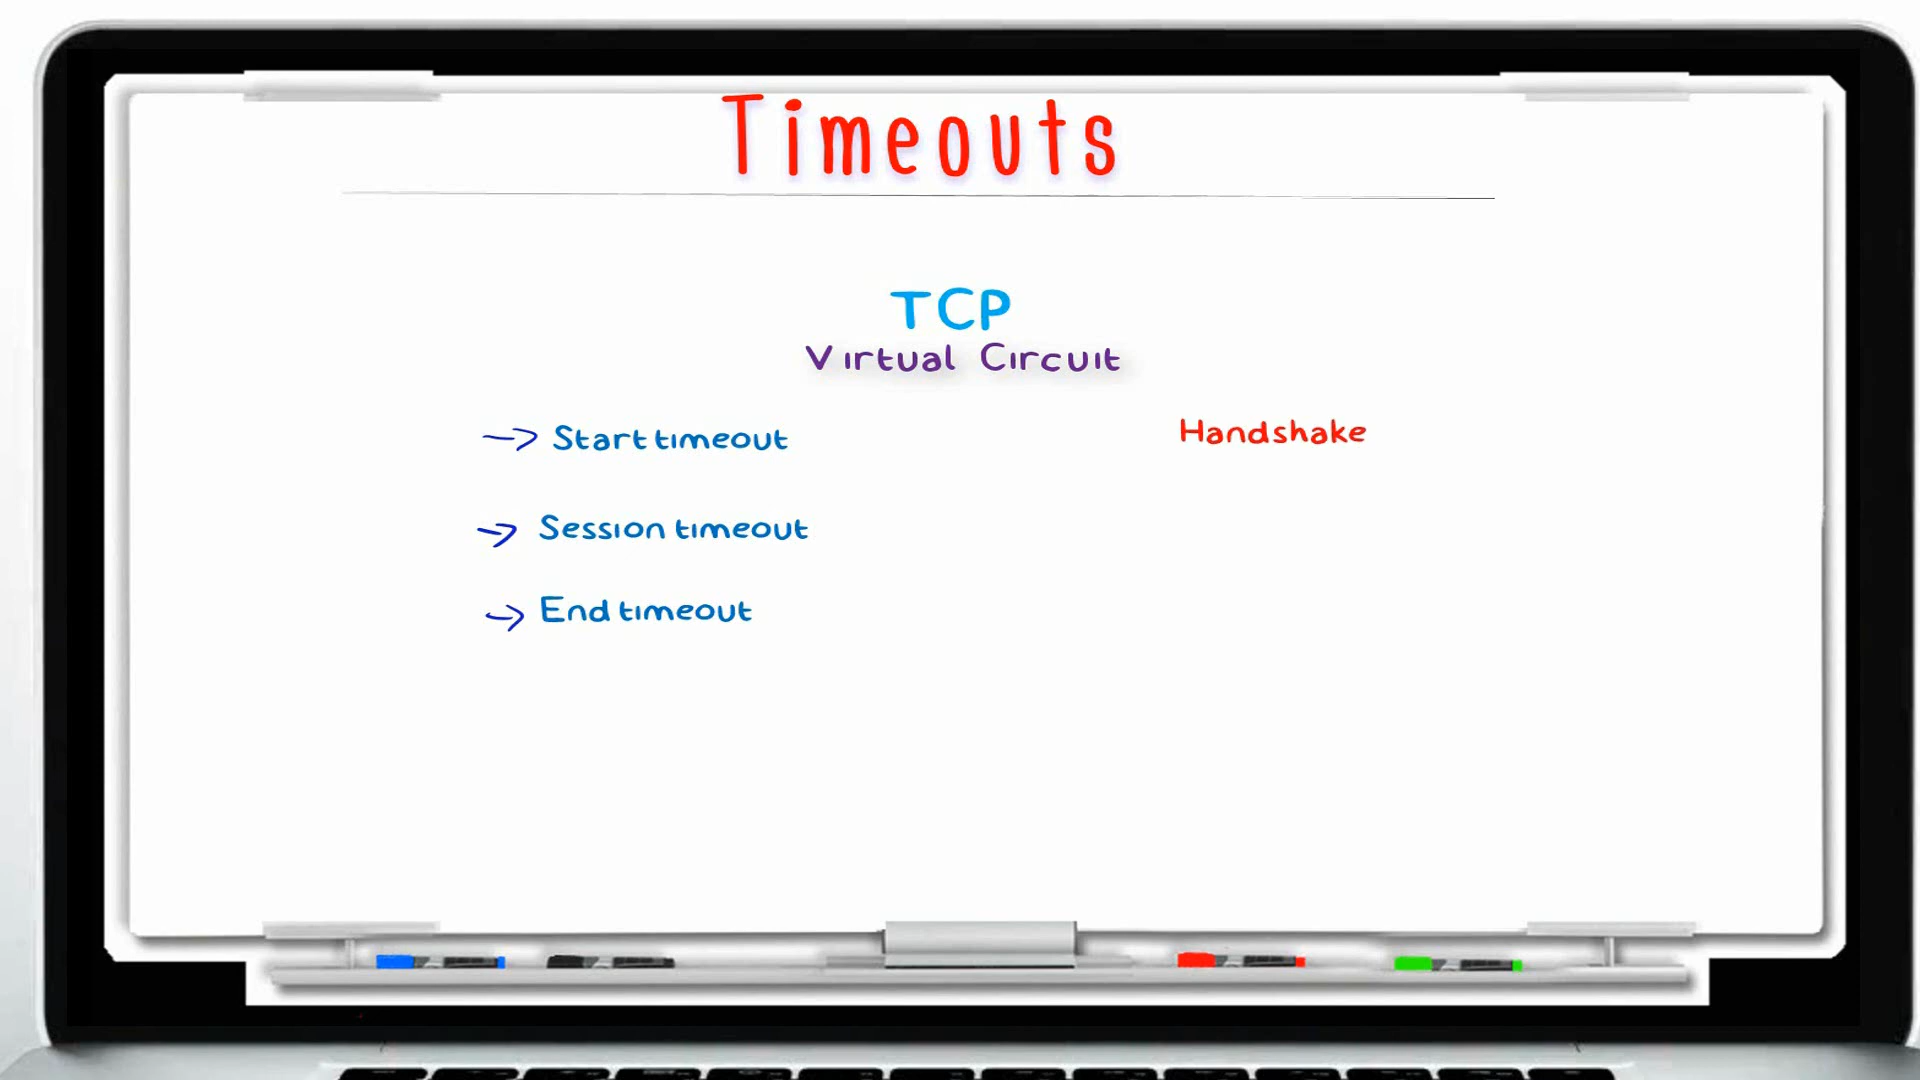 Timeouts
TCP
Virtual Circuit
Start timeout
Handshake
Session timeout
End timeout